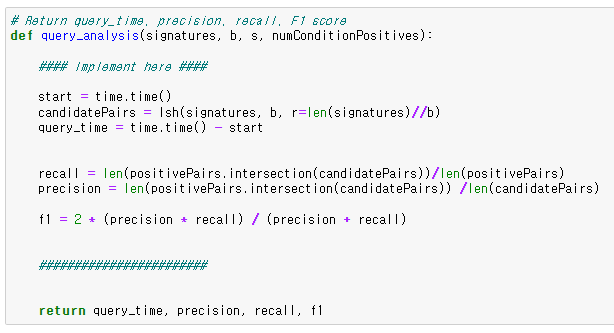 # Return query_time, precision, recall, F1 score
def query_analysis(signatures, b, s, numConditionPositives):
#### Implement here ####
start = time.time()
candidatePairs = lsh(signatures, b, r=len(signatures)//b)
query_time = time.time() - start
recall = len(positivePairs.intersection(candidatePairs))/len(positivePairs)
precision = len(positivePairs.intersection(candidatePairs)) /len(candidatePairs)
f1 = 2 * (precision * recall) / (precision + recall)
########################
return query_time, precision, recall, f1